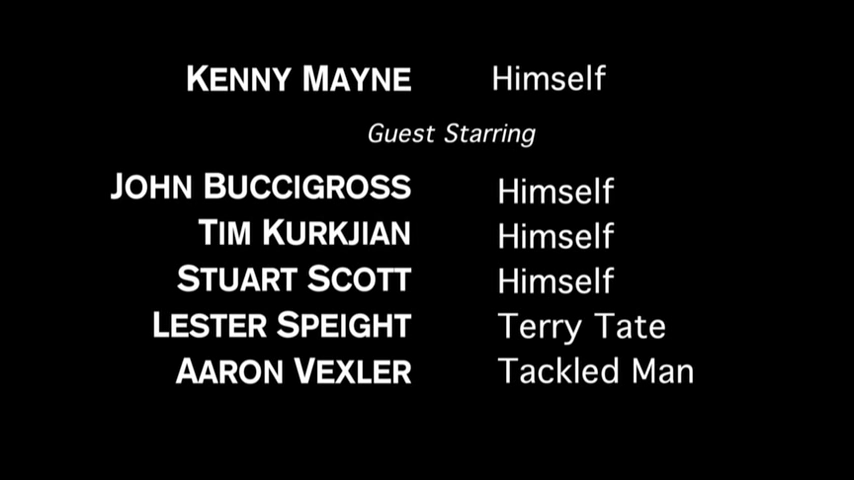 KENNY MAYNE Himself
Guest Starring
JOHN BUCCIGROSS Himself
TIM KURKJIAN Himself
STUART SCOTT Himself
LESTER SPEIGHT Terry Tate
AARON VEXLER Tackled Man